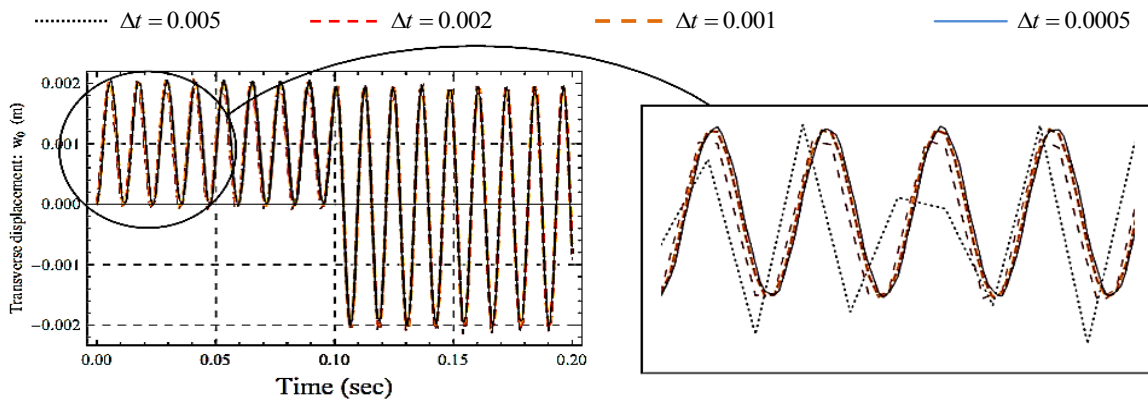 Δt = 0.005 Δt = 0.002 Δt = 0.001 Δt = 0.0005
Transverse displacement: w₀ (m)
0.002
0.001
0.000
−0.001
−0.002
0.00 0.05 0.10 0.15 0.20
Time (sec)